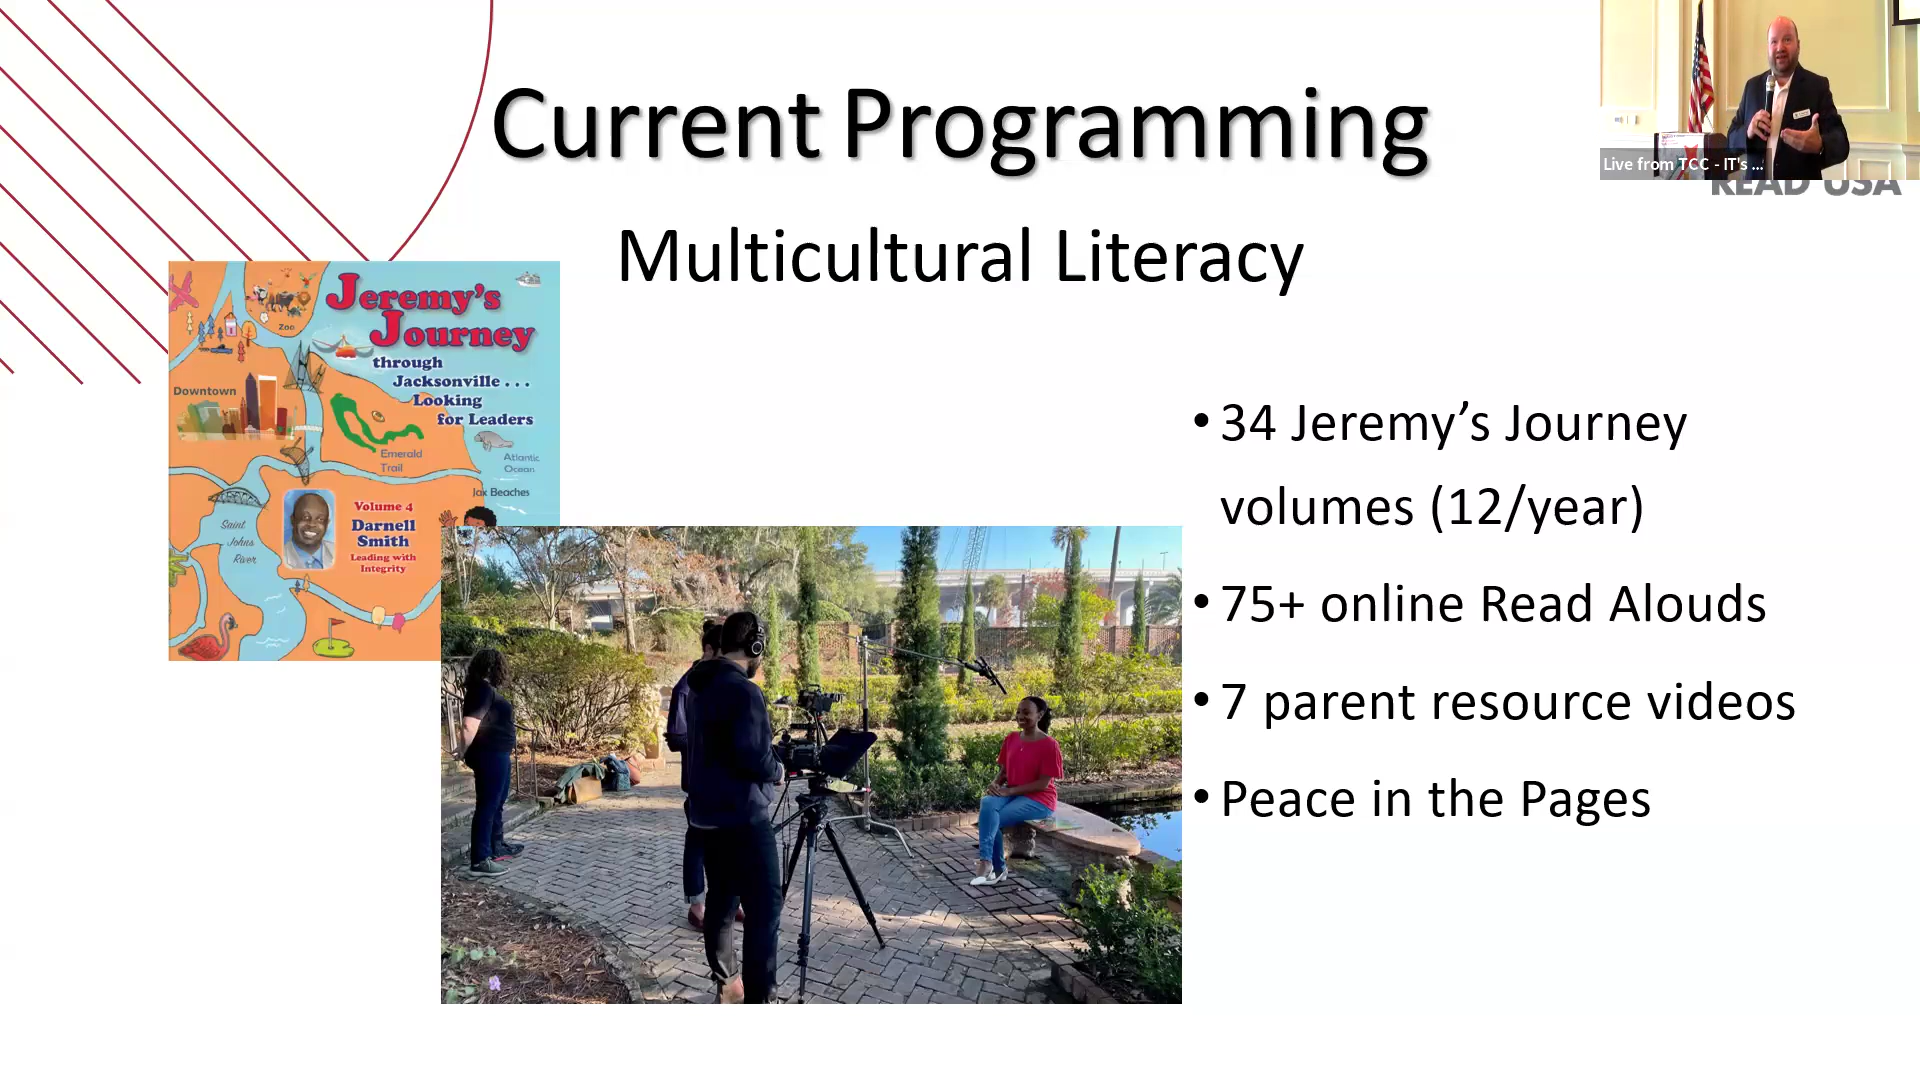 Current Programming
Multicultural Literacy
Live from TCC - IT's ...
READ USA
Jeremy's
Journey
through
Jacksonville . . .
Looking
for Leaders
Zoo
Downtown
Emerald
Trail
Atlantic
Ocean
Jax Beaches
Saint
Johns
River
Volume 4
Darnell
Smith
Leading with
Integrity
• 34 Jeremy’s Journey
volumes (12/year)
• 75+ online Read Alouds
• 7 parent resource videos
• Peace in the Pages